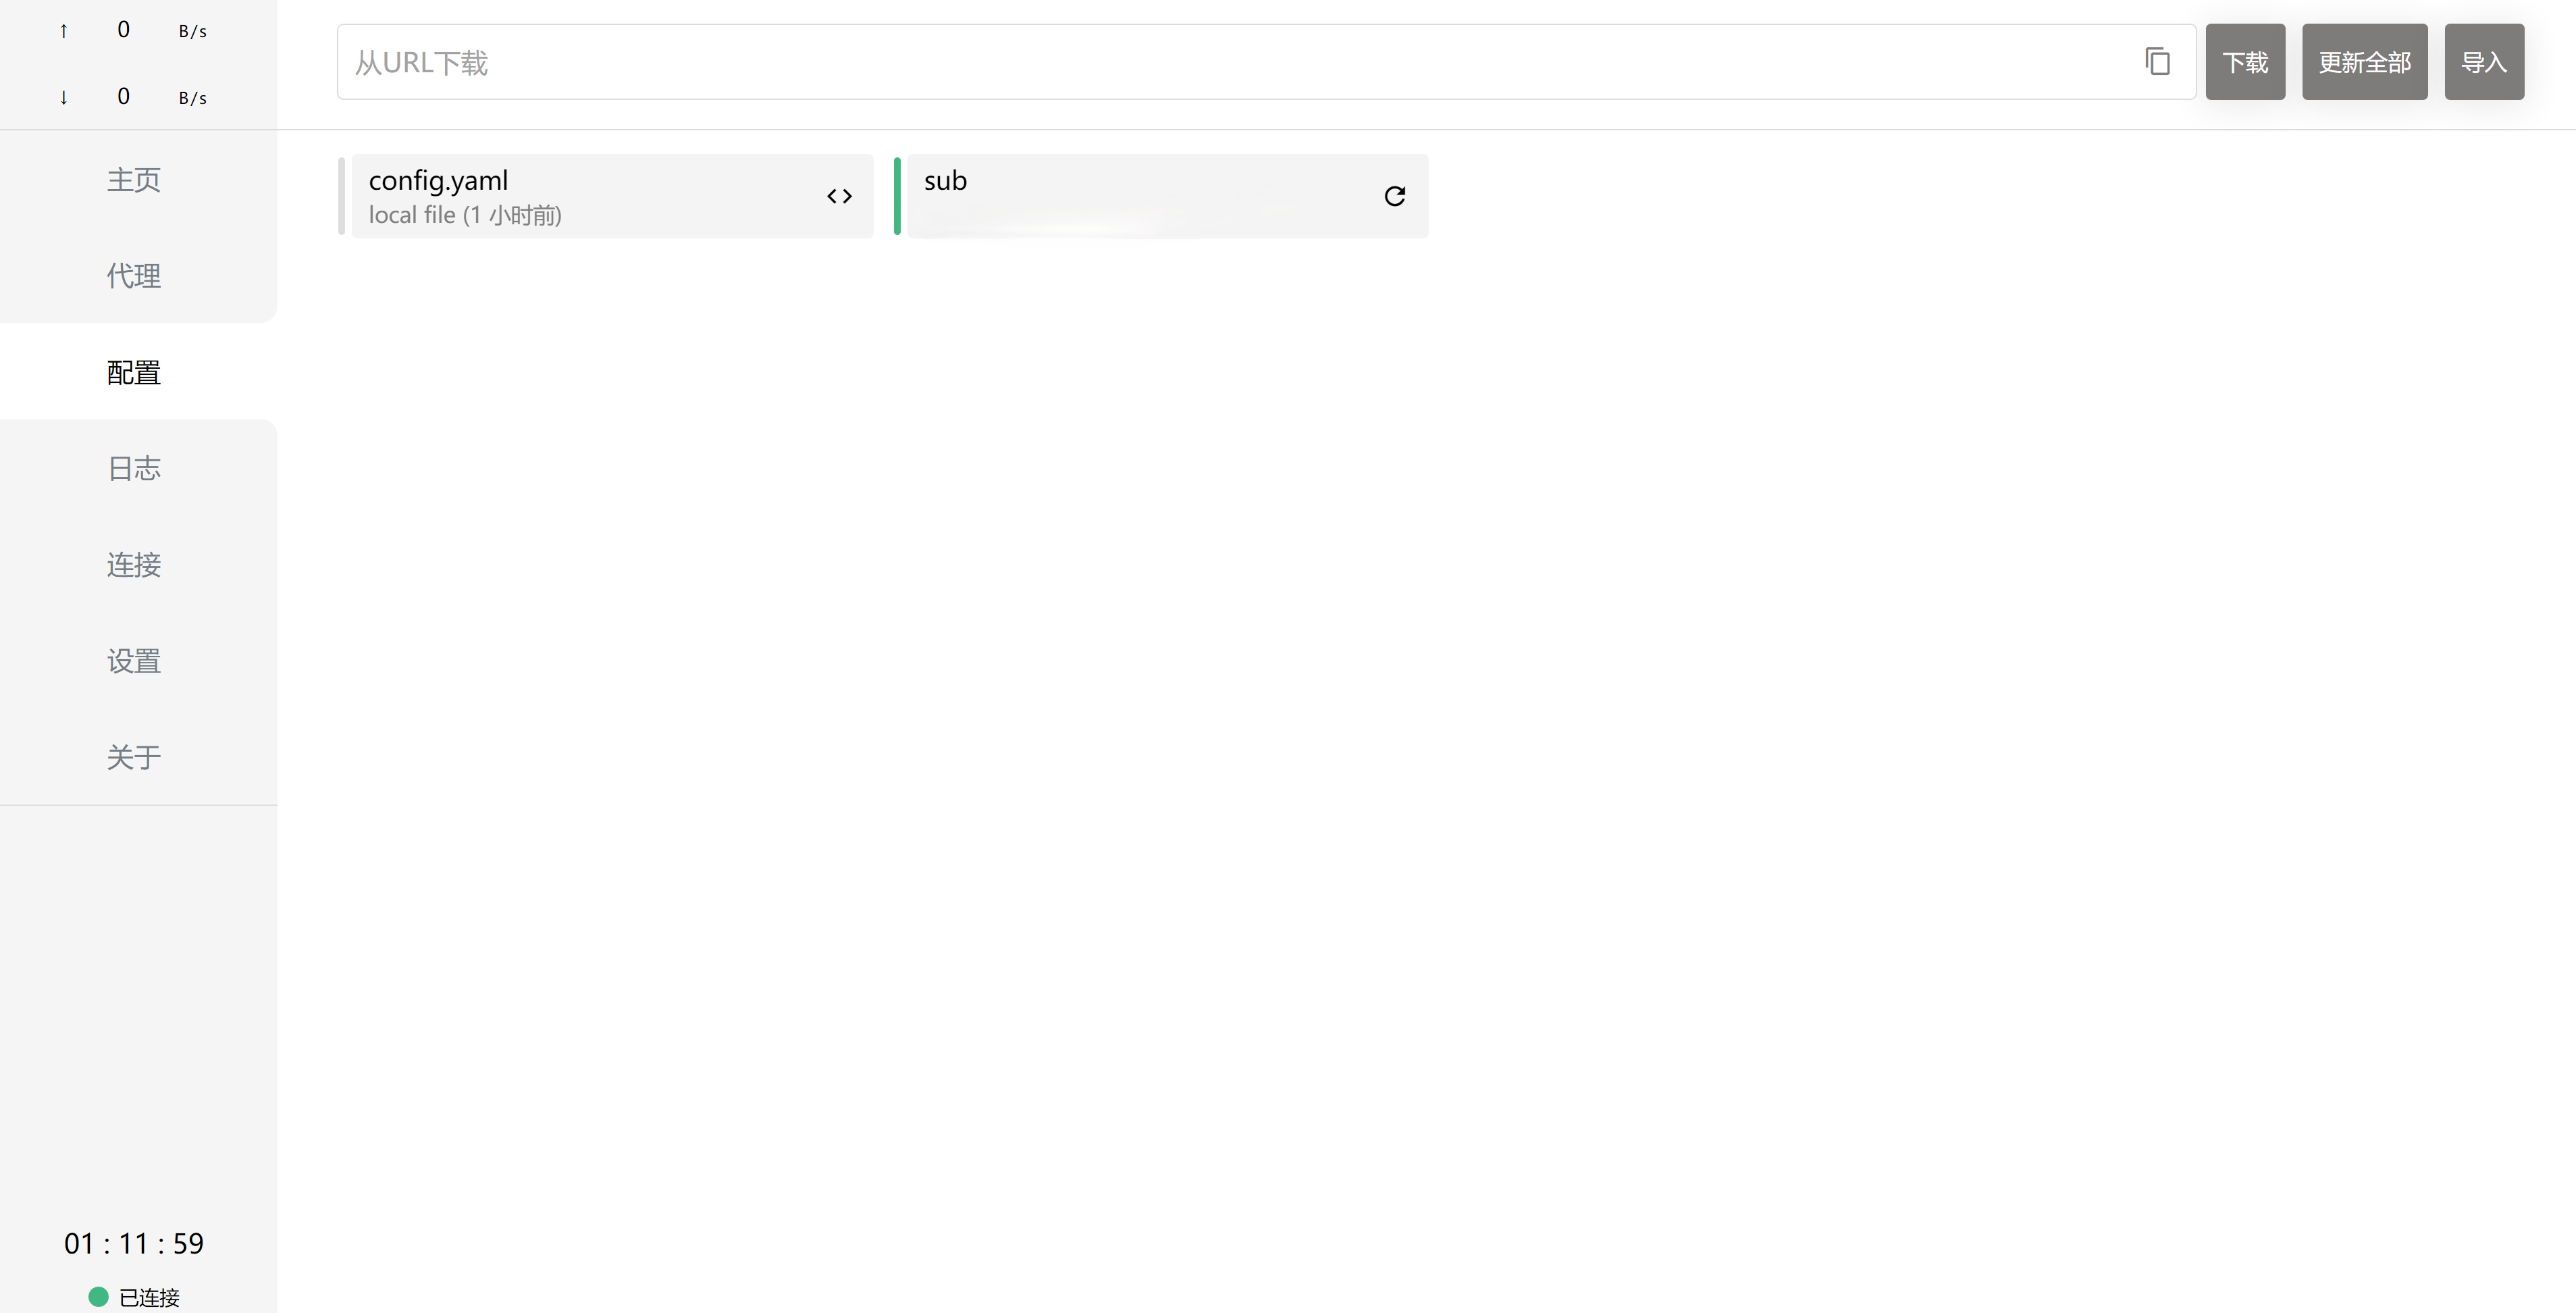 ↑ 0 B/s
↓ 0 B/s
主页
代理
配置
日志
连接
设置
关于
01 : 11 : 59
已连接
从URL下载
下载
更新全部
导入
config.yaml
local file (1 小时前)
sub